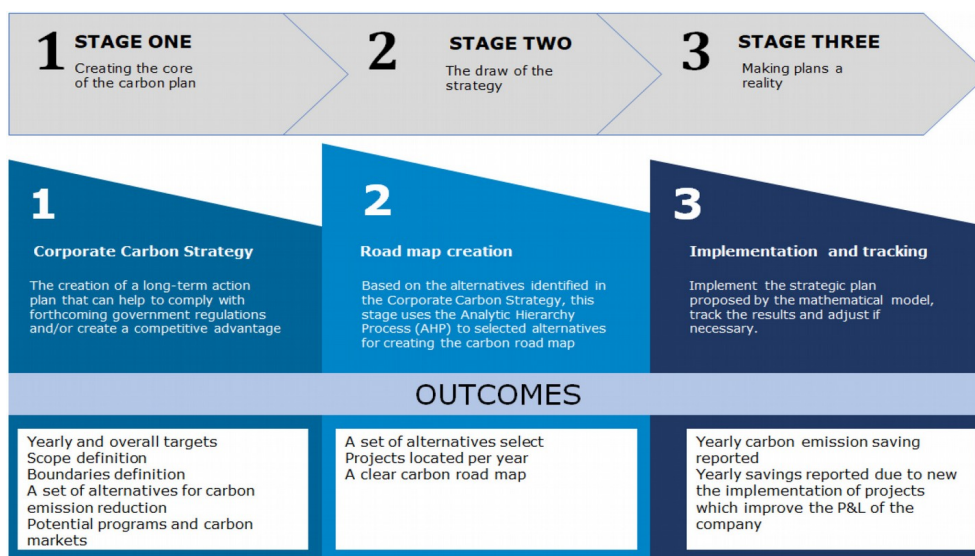 1 STAGE ONE
Creating the core
of the carbon plan
2 STAGE TWO
The draw of the
strategy
3 STAGE THREE
Making plans a
reality
1
Corporate Carbon Strategy
The creation of a long-term action
plan that can help to comply with
forthcoming government regulations
and/or create a competitive advantage
2
Road map creation
Based on the alternatives identified in
the Corporate Carbon Strategy, this
stage uses the Analytic Hierarchy
Process (AHP) to selected alternatives
for creating the carbon road map
3
Implementation and tracking
Implement the strategic plan
proposed by the mathematical model,
track the results and adjust if
necessary.
OUTCOMES
Yearly and overall targets
Scope definition
Boundaries definition
A set of alternatives for carbon
emission reduction
Potential programs and carbon
markets
A set of alternatives select
Projects located per year
A clear carbon road map
Yearly carbon emission saving
reported
Yearly savings reported due to new
the implementation of projects
which improve the P&L of the
company